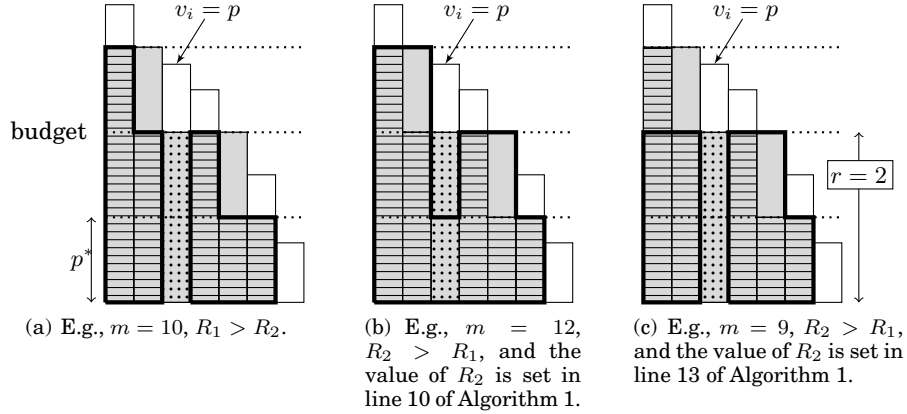 v_i = p
v_i = p
v_i = p
budget
r = 2
p*
(a) E.g., m = 10, R_1 > R_2.
(b) E.g., m = 12,
R_2 > R_1, and the
value of R_2 is set in
line 10 of Algorithm 1.
(c) E.g., m = 9, R_2 > R_1,
and the value of R_2 is set in
line 13 of Algorithm 1.